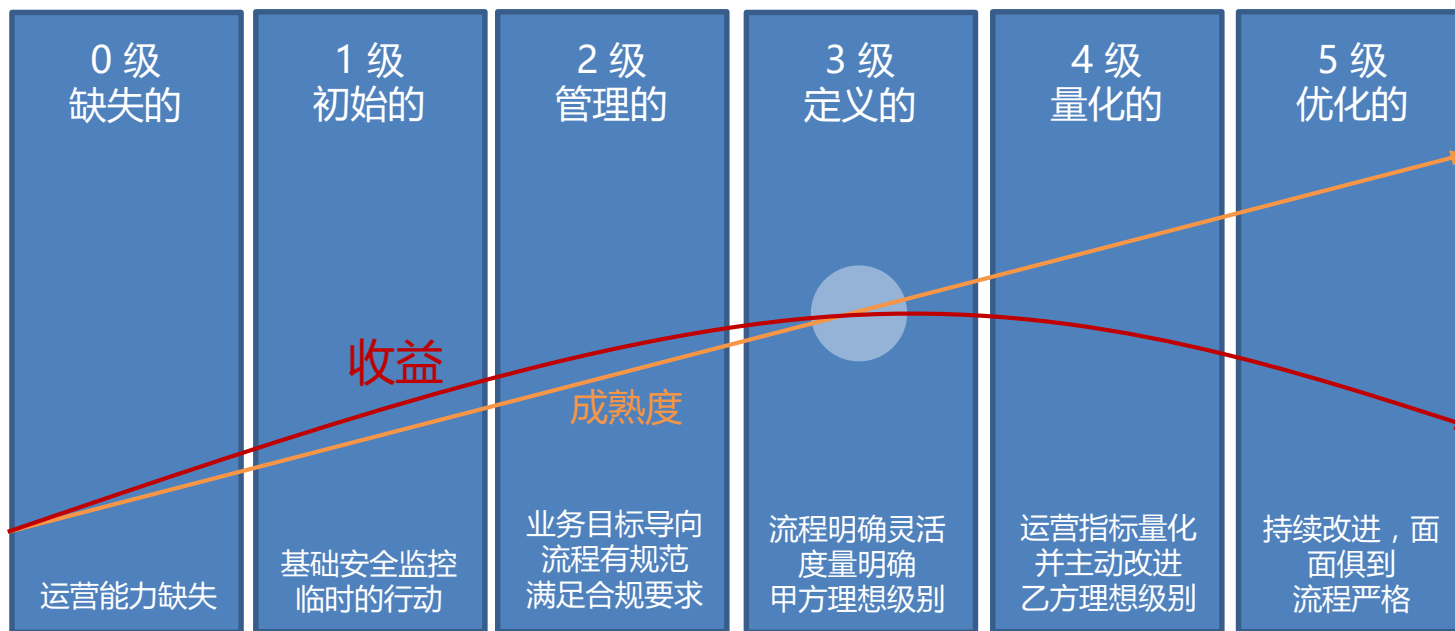 0 级
缺失的
1 级
初始的
2 级
管理的
3 级
定义的
4 级
量化的
5 级
优化的
收益
成熟度
运营能力缺失
基础安全监控
临时的行动
业务目标导向
流程有规范
满足合规要求
流程明确灵活
度量明确
甲方理想级别
运营指标量化
并主动改进
乙方理想级别
持续改进，面
面俱到
流程严格